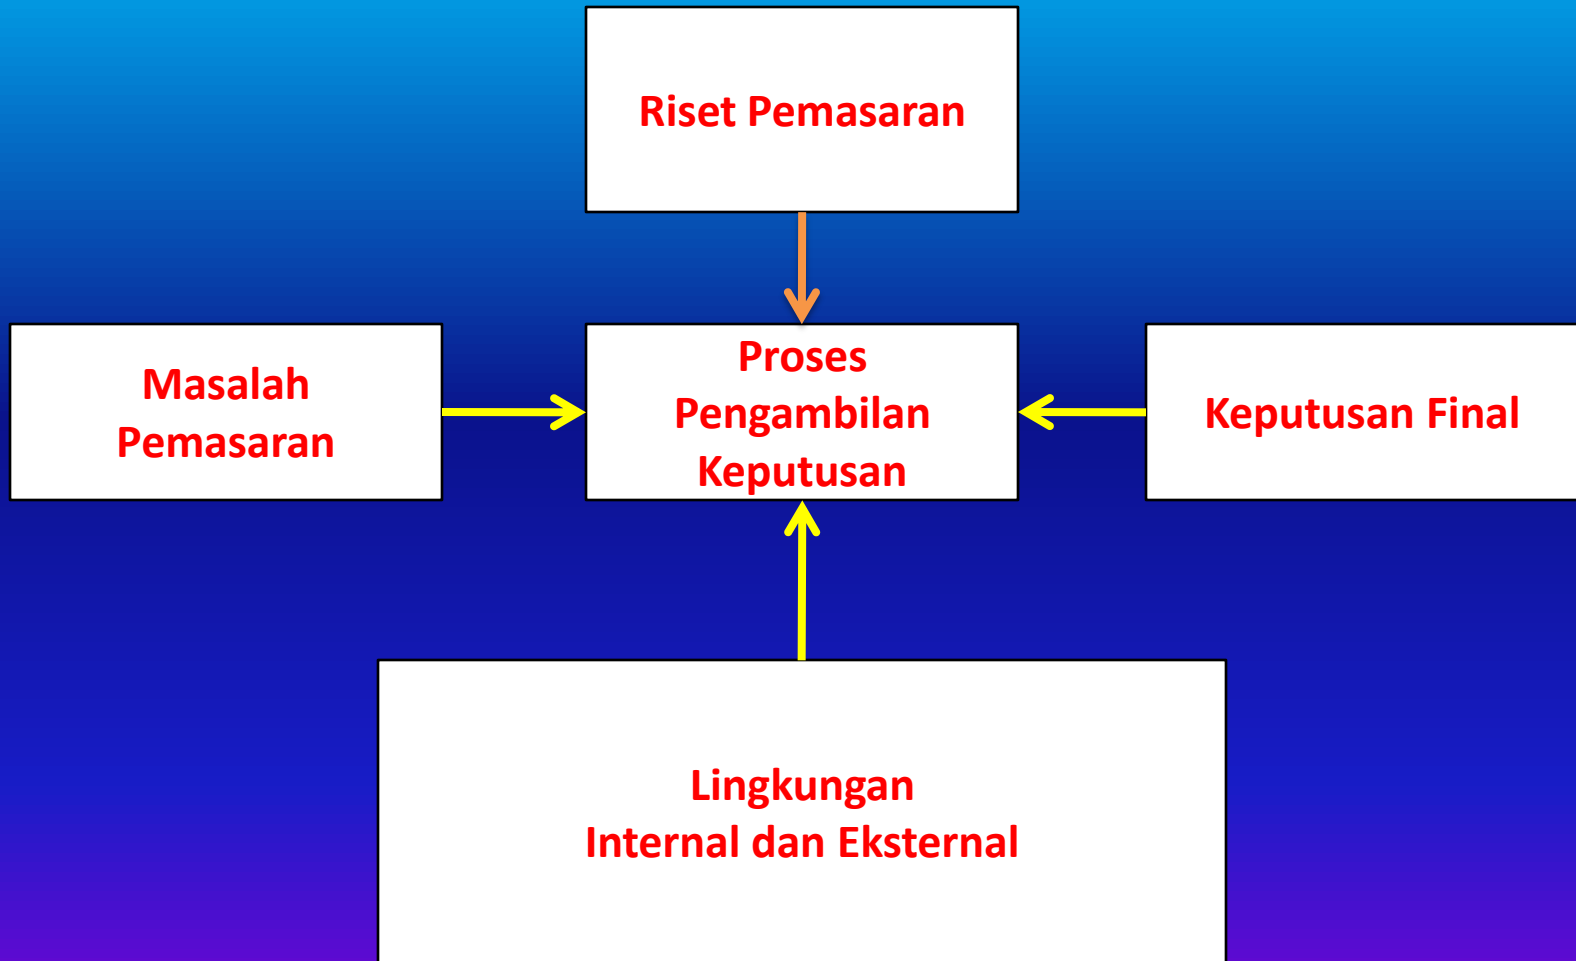 Riset Pemasaran
Masalah
Pemasaran
Proses
Pengambilan
Keputusan
Keputusan Final
Lingkungan
Internal dan Eksternal